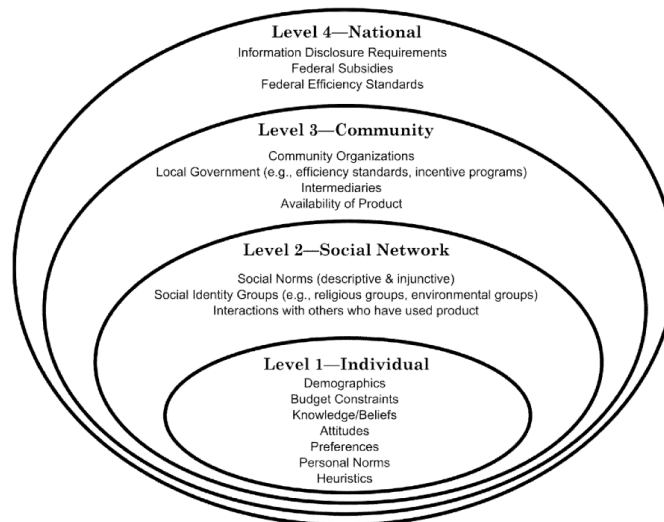 Level 4—National
Information Disclosure Requirements
Federal Subsidies
Federal Efficiency Standards
Level 3—Community
Community Organizations
Local Government (e.g., efficiency standards, incentive programs)
Intermediaries
Availability of Product
Level 2—Social Network
Social Norms (descriptive & injunctive)
Social Identity Groups (e.g., religious groups, environmental groups)
Interactions with others who have used product
Level 1—Individual
Demographics
Budget Constraints
Knowledge/Beliefs
Attitudes
Preferences
Personal Norms
Heuristics